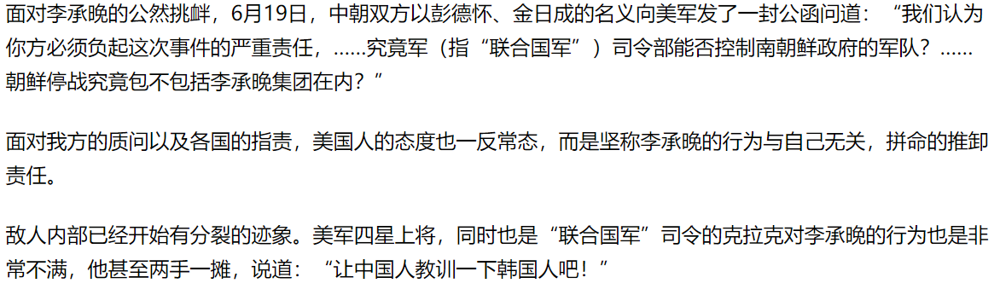 面对李承晚的公然挑衅，6月19日，中朝双方以彭德怀、金日成的名义向美军发了一封公函问道：“我们认为
你方必须负起这次事件的严重责任，......究竟军（指“联合国军”）司令部能否控制南朝鲜政府的军队？......
朝鲜停战究竟包不包括李承晚集团在内？”
面对我方的质问以及各国的指责，美国人的态度也一反常态，而是坚称李承晚的行为与自己无关，拼命的推卸
责任。
敌人内部已经开始有分裂的迹象。美军四星上将，同时也是“联合国军”司令的克拉克对李承晚的行为也是非
常不满，他甚至两手一摊，说道：“让中国人教训一下韩国人吧！”